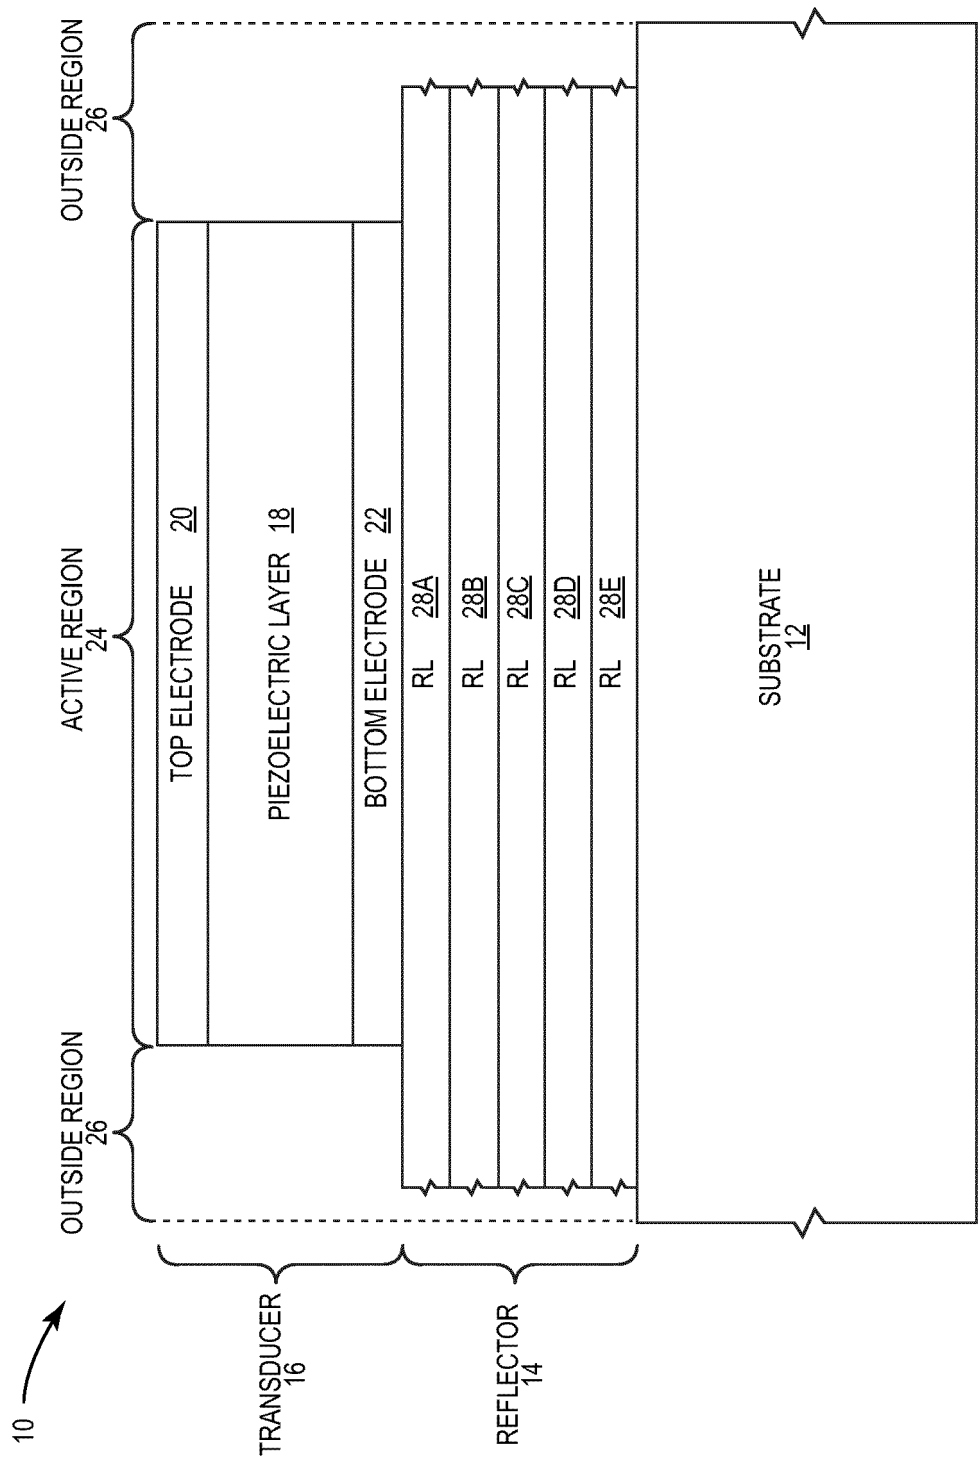 10
OUTSIDE REGION
26
ACTIVE REGION
24
OUTSIDE REGION
26
TRANSDUCER
16
TOP ELECTRODE 20
PIEZOELECTRIC LAYER 18
BOTTOM ELECTRODE 22
REFLECTOR
14
RL 28A
RL 28B
RL 28C
RL 28D
RL 28E
SUBSTRATE
12